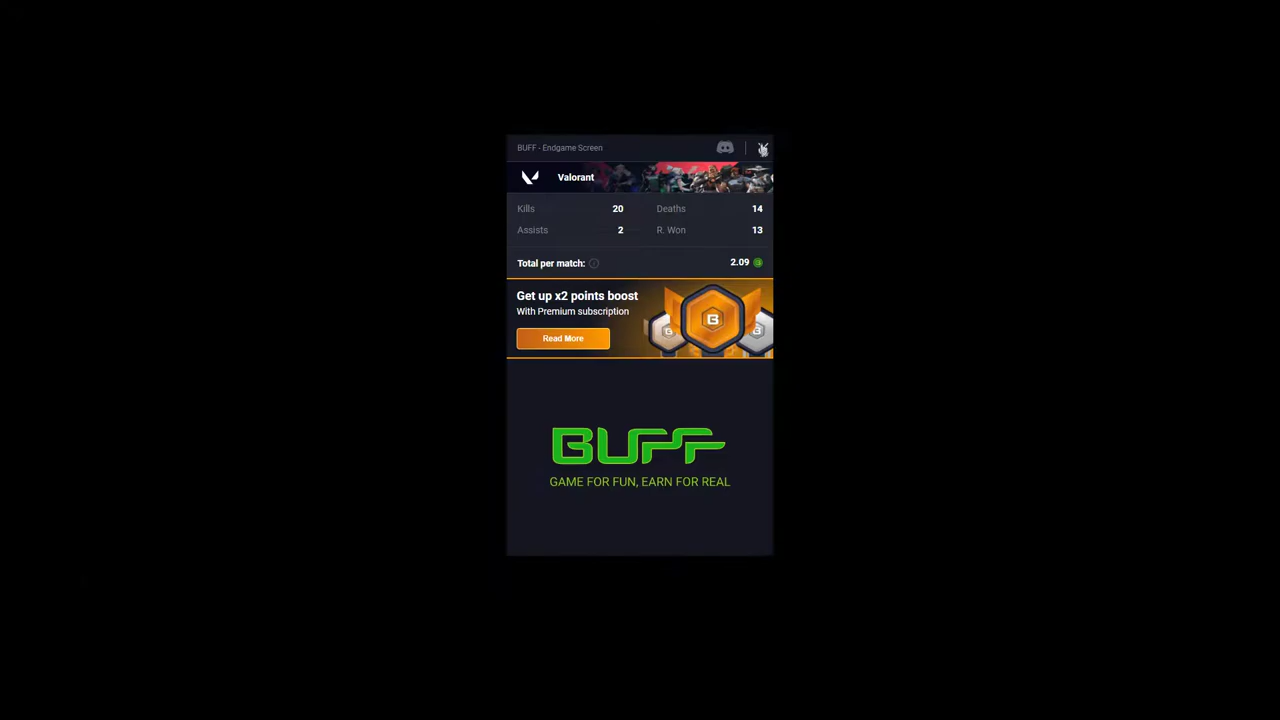 BUFF - Endgame Screen
Valorant
Kills 20 Deaths 14
Assists 2 R. Won 13
Total per match: 2.09
Get up x2 points boost
With Premium subscription
Read More
BUFF
GAME FOR FUN, EARN FOR REAL